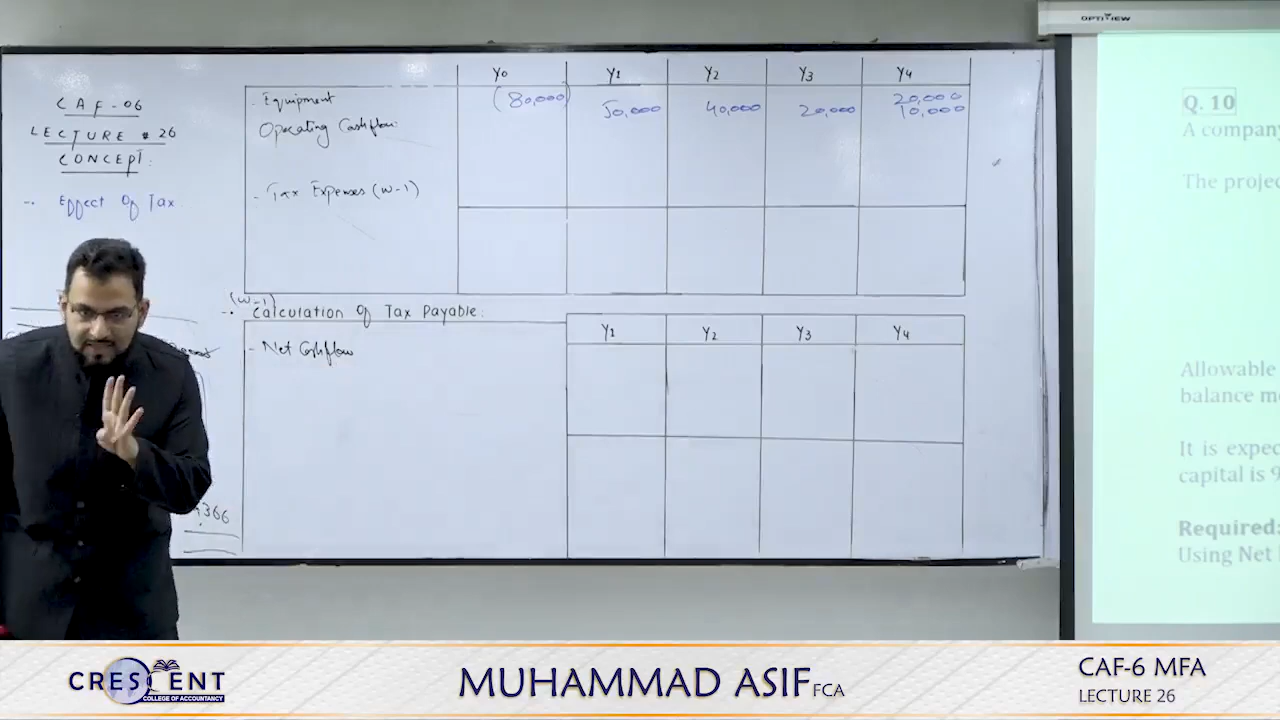 CAF-06
LECTURE # 26
CONCEPT:
-. Effect Of Tax
Y0 Y1 Y2 Y3 Y4
- Equipment (80,000) 20,000
Operating Cashflow 50,000 40,000 20,000 10,000
- Tax Expenses (W-1)
(W-1)
-. Calculation Of Tax Payable:
Y1 Y2 Y3 Y4
- Net Cashflow
366
OPTIVIEW
Q. 10
A company
The projec
Allowable
balance m
It is expec
capital is 9
Required:
Using Net
CRESCENT
COLLEGE OF ACCOUNTANCY
MUHAMMAD ASIF FCA
CAF-6 MFA
LECTURE 26